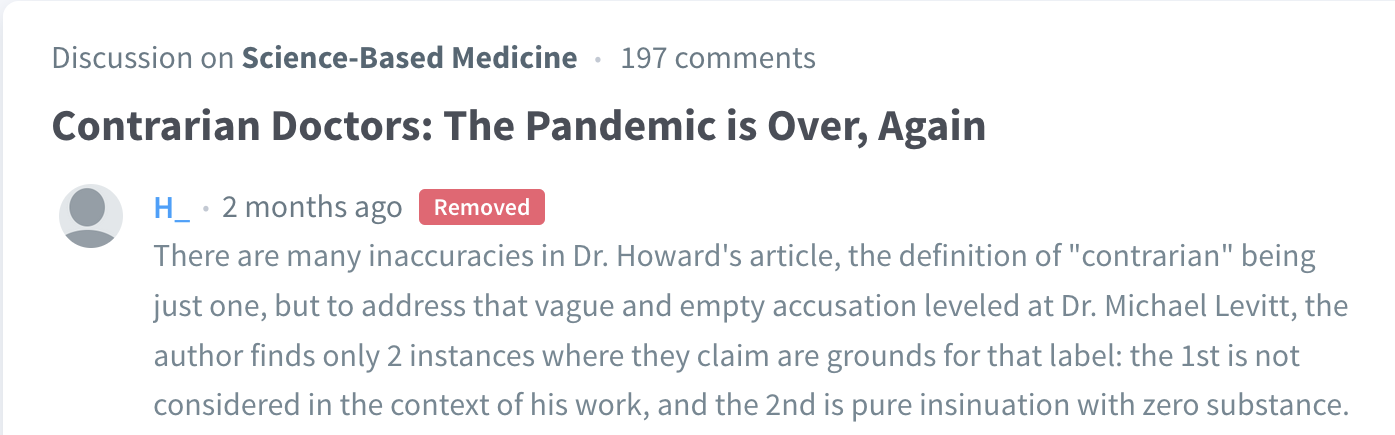 Discussion on Science-Based Medicine • 197 comments
Contrarian Doctors: The Pandemic is Over, Again
H_ • 2 months ago Removed
There are many inaccuracies in Dr. Howard's article, the definition of "contrarian" being
just one, but to address that vague and empty accusation leveled at Dr. Michael Levitt, the
author finds only 2 instances where they claim are grounds for that label: the 1st is not
considered in the context of his work, and the 2nd is pure insinuation with zero substance.